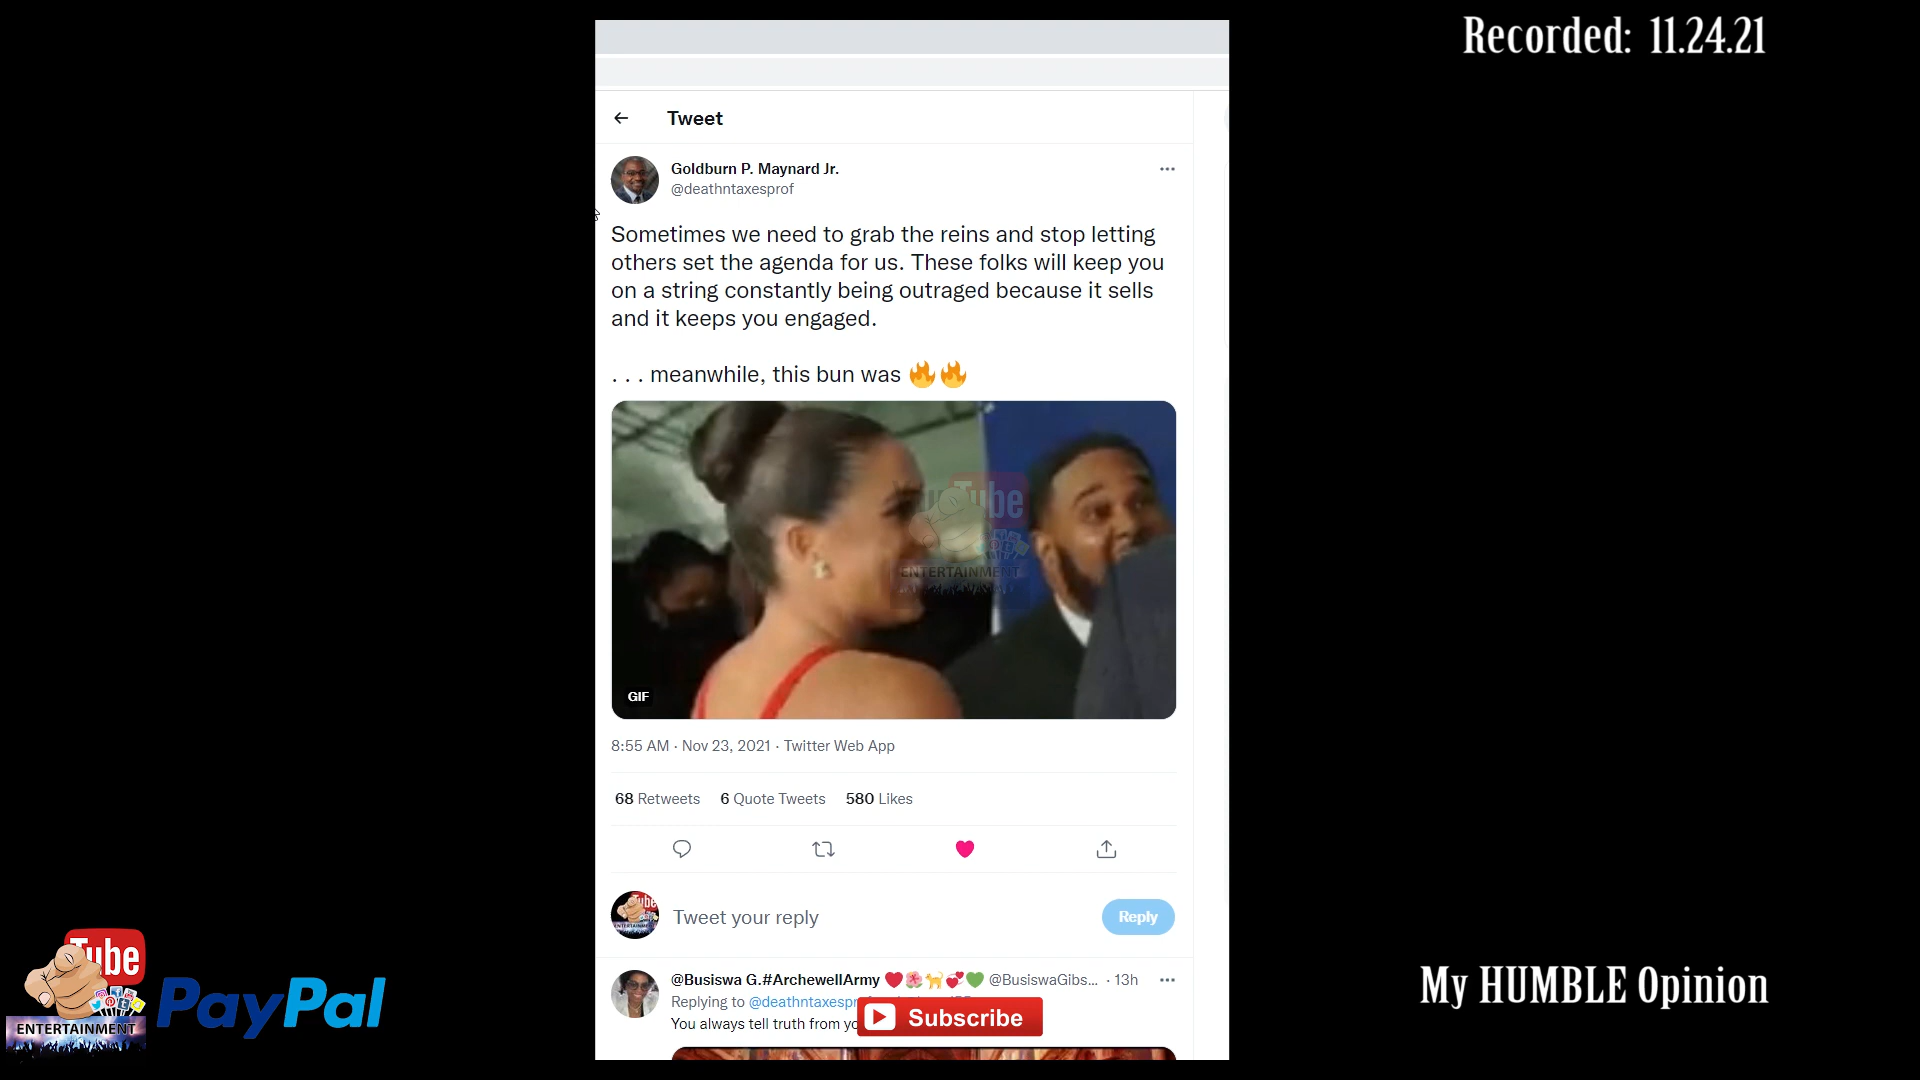 Recorded: 11.24.21
Tweet
Goldburn P. Maynard Jr.
@deathntaxesprof
Sometimes we need to grab the reins and stop letting
others set the agenda for us. These folks will keep you
on a string constantly being outraged because it sells
and it keeps you engaged.
. . . meanwhile, this bun was 🔥🔥
YouTube
ENTERTAINMENT
GIF
8:55 AM · Nov 23, 2021 · Twitter Web App
68 Retweets 6 Quote Tweets 580 Likes
Tweet your reply
Reply
@Busiswa G.#ArchewellArmy ❤️🌺🐈💞💚 @BusiswaGibs... · 13h
Replying to @deathntaxespr
You always tell truth from yo
Subscribe
Tube
ENTERTAINMENT
PayPal
My HUMBLE Opinion